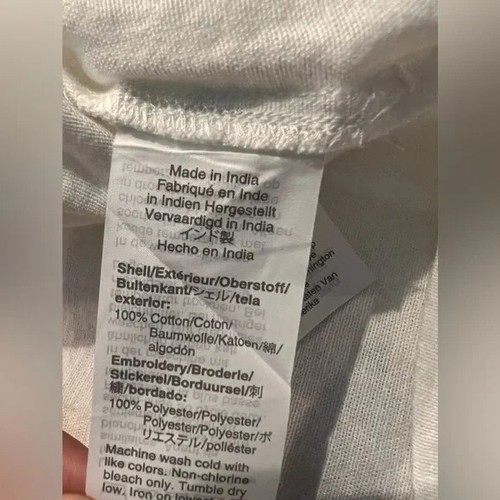 Made in India
Fabriqué en Inde
in Indien Hergestellt
Vervaardigd in India
インド製
Hecho en India
Shell/Extérieur/Oberstoff/
Buitenkant/シェル/tela
exterior:
100% Cotton/Coton/
Baumwolle/Katoen/綿/
algodón
Embroidery/Broderie/
Stickerei/Borduursel/刺
繍/bordado:
100% Polyester/Polyester/
Polyester/Polyester/ポ
リエステル/poliéster
Machine wash cold with
like colors. Non-chlorine
bleach only. Tumble dry
low. Iron on lowest